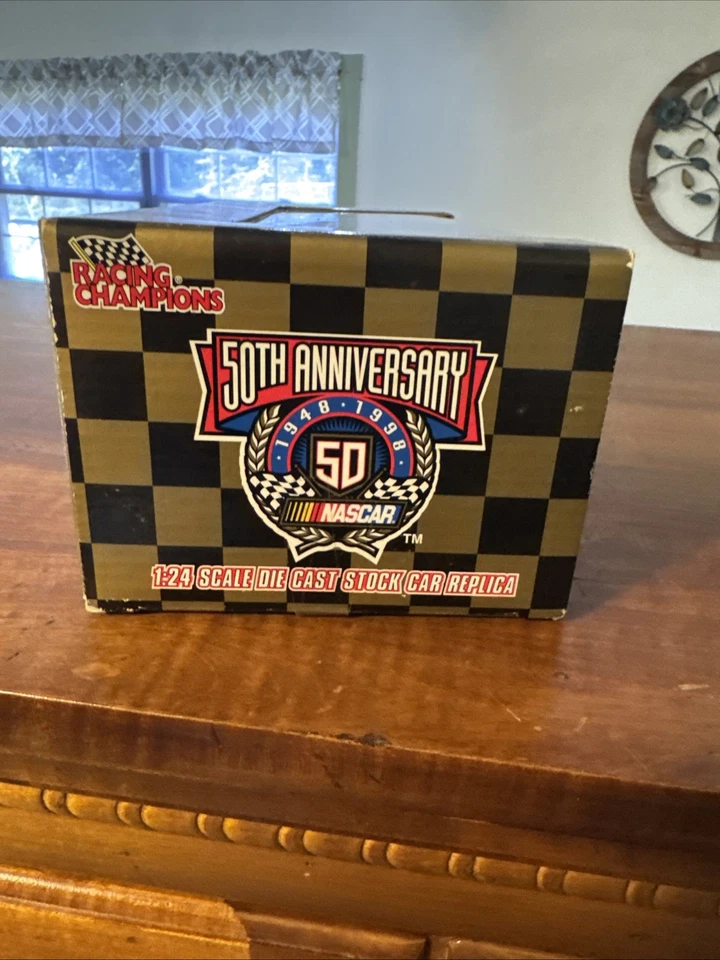 RACING®
CHAMPIONS
50TH ANNIVERSARY
1948 · 1998
50
NASCAR®
TM
1:24 SCALE DIE CAST STOCK CAR REPLICA